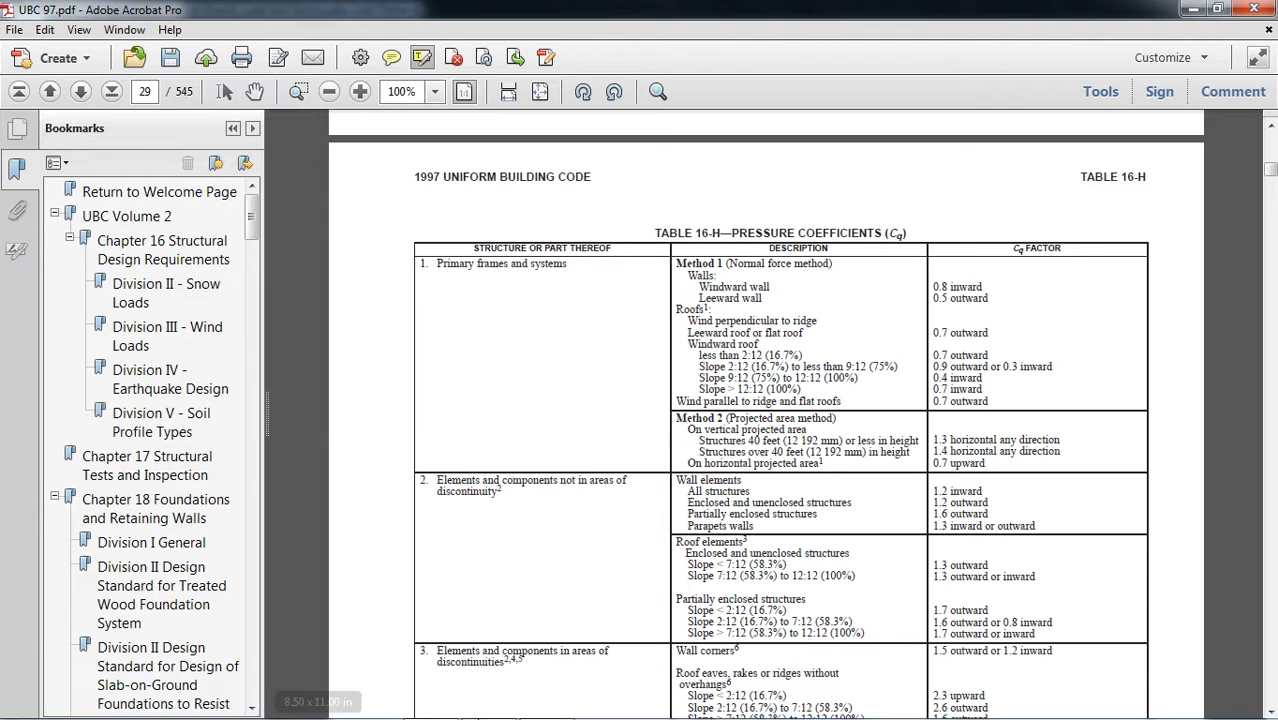 UBC 97.pdf - Adobe Acrobat Pro
File Edit View Window Help
Create Customize
29 / 545 100% Tools Sign Comment
Bookmarks
Return to Welcome Page
UBC Volume 2
Chapter 16 Structural
Design Requirements
Division II - Snow
Loads
Division III - Wind
Loads
Division IV -
Earthquake Design
Division V - Soil
Profile Types
Chapter 17 Structural
Tests and Inspection
Chapter 18 Foundations
and Retaining Walls
Division I General
Division II Design
Standard for Treated
Wood Foundation
System
Division II Design
Standard for Design of
Slab-on-Ground
Foundations to Resist
8.50 x 11.00 in
1997 UNIFORM BUILDING CODE TABLE 16-H
TABLE 16-H—PRESSURE COEFFICIENTS (Cq)
STRUCTURE OR PART THEREOF DESCRIPTION Cq FACTOR
1. Primary frames and systems Method 1 (Normal force method)
Walls:
Windward wall 0.8 inward
Leeward wall 0.5 outward
Roofs1:
Wind perpendicular to ridge
Leeward roof or flat roof 0.7 outward
Windward roof
less than 2:12 (16.7%) 0.7 outward
Slope 2:12 (16.7%) to less than 9:12 (75%) 0.9 outward or 0.3 inward
Slope 9:12 (75%) to 12:12 (100%) 0.4 inward
Slope > 12:12 (100%) 0.7 inward
Wind parallel to ridge and flat roofs 0.7 outward
Method 2 (Projected area method)
On vertical projected area
Structures 40 feet (12 192 mm) or less in height 1.3 horizontal any direction
Structures over 40 feet (12 192 mm) in height 1.4 horizontal any direction
On horizontal projected area1 0.7 upward
2. Elements and components not in areas of Wall elements
discontinuity2 All structures 1.2 inward
Enclosed and unenclosed structures 1.2 outward
Partially enclosed structures 1.6 outward
Parapets walls 1.3 inward or outward
Roof elements3
Enclosed and unenclosed structures
Slope < 7:12 (58.3%) 1.3 outward
Slope 7:12 (58.3%) to 12:12 (100%) 1.3 outward or inward
Partially enclosed structures
Slope < 2:12 (16.7%) 1.7 outward
Slope 2:12 (16.7%) to 7:12 (58.3%) 1.6 outward or 0.8 inward
Slope > 7:12 (58.3%) to 12:12 (100%) 1.7 outward or inward
3. Elements and components in areas of Wall corners6 1.5 outward or 1.2 inward
discontinuities2,4,5
Roof eaves, rakes or ridges without
overhangs6
Slope < 2:12 (16.7%) 2.3 upward
Slope 2:12 (16.7%) to 7:12 (58.3%) 2.6 outward